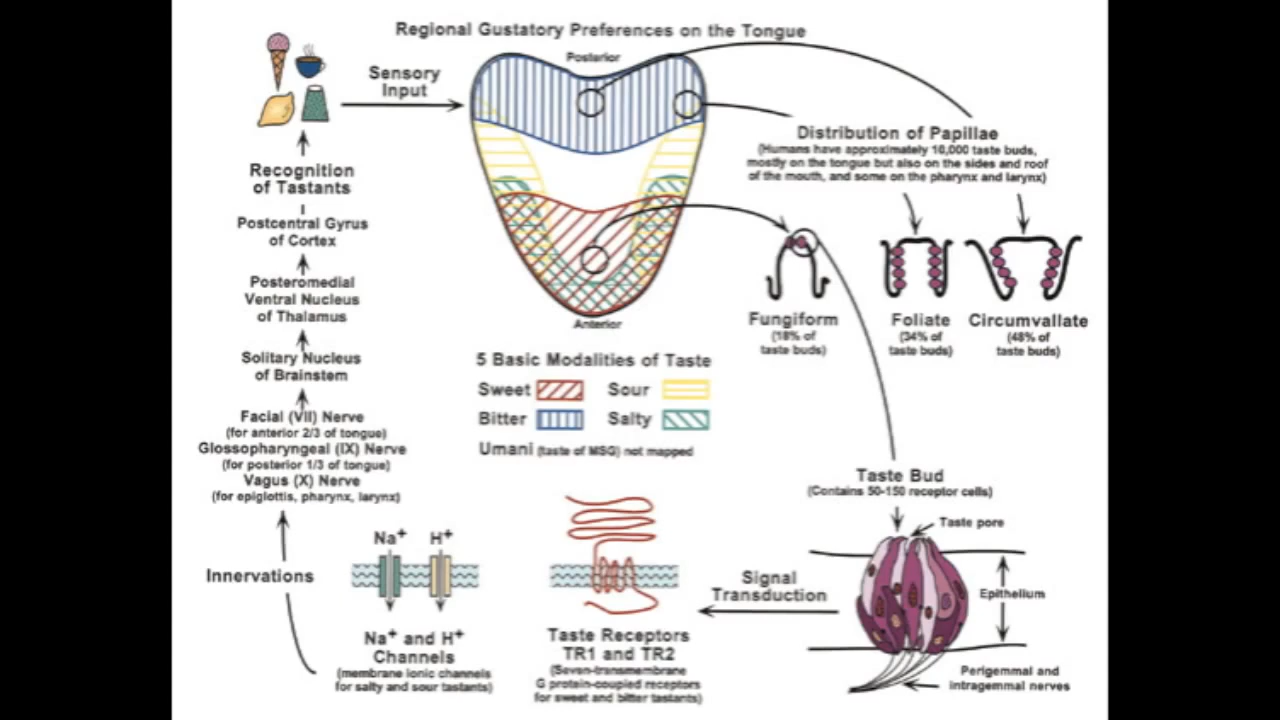 Regional Gustatory Preferences on the Tongue
Posterior
Sensory
Input
Distribution of Papillae
(Humans have approximately 10,000 taste buds,
mostly on the tongue but also on the sides and roof
of the mouth, and some on the pharynx and larynx)
Recognition
of Tastants
Postcentral Gyrus
of Cortex
Posteromedial
Ventral Nucleus
of Thalamus
Solitary Nucleus
of Brainstem
Facial (VII) Nerve
(for anterior 2/3 of tongue)
Glossopharyngeal (IX) Nerve
(for posterior 1/3 of tongue)
Vagus (X) Nerve
(for epiglottis, pharynx, larynx)
Innervations
Anterior
Fungiform
(18% of
taste buds)
Foliate
(34% of
taste buds)
Circumvallate
(48% of
taste buds)
5 Basic Modalities of Taste
Sweet
Sour
Bitter
Salty
Umani (taste of MSG) not mapped
Taste Bud
(Contains 50-150 receptor cells)
Taste pore
Epithelium
Perigemmal and
intragemmal nerves
Signal
Transduction
Taste Receptors
TR1 and TR2
(Seven-transmembrane
G protein-coupled receptors
for sweet and bitter tastants)
Na+ H+
Na+ and H+
Channels
(membrane ionic channels
for salty and sour tastants)